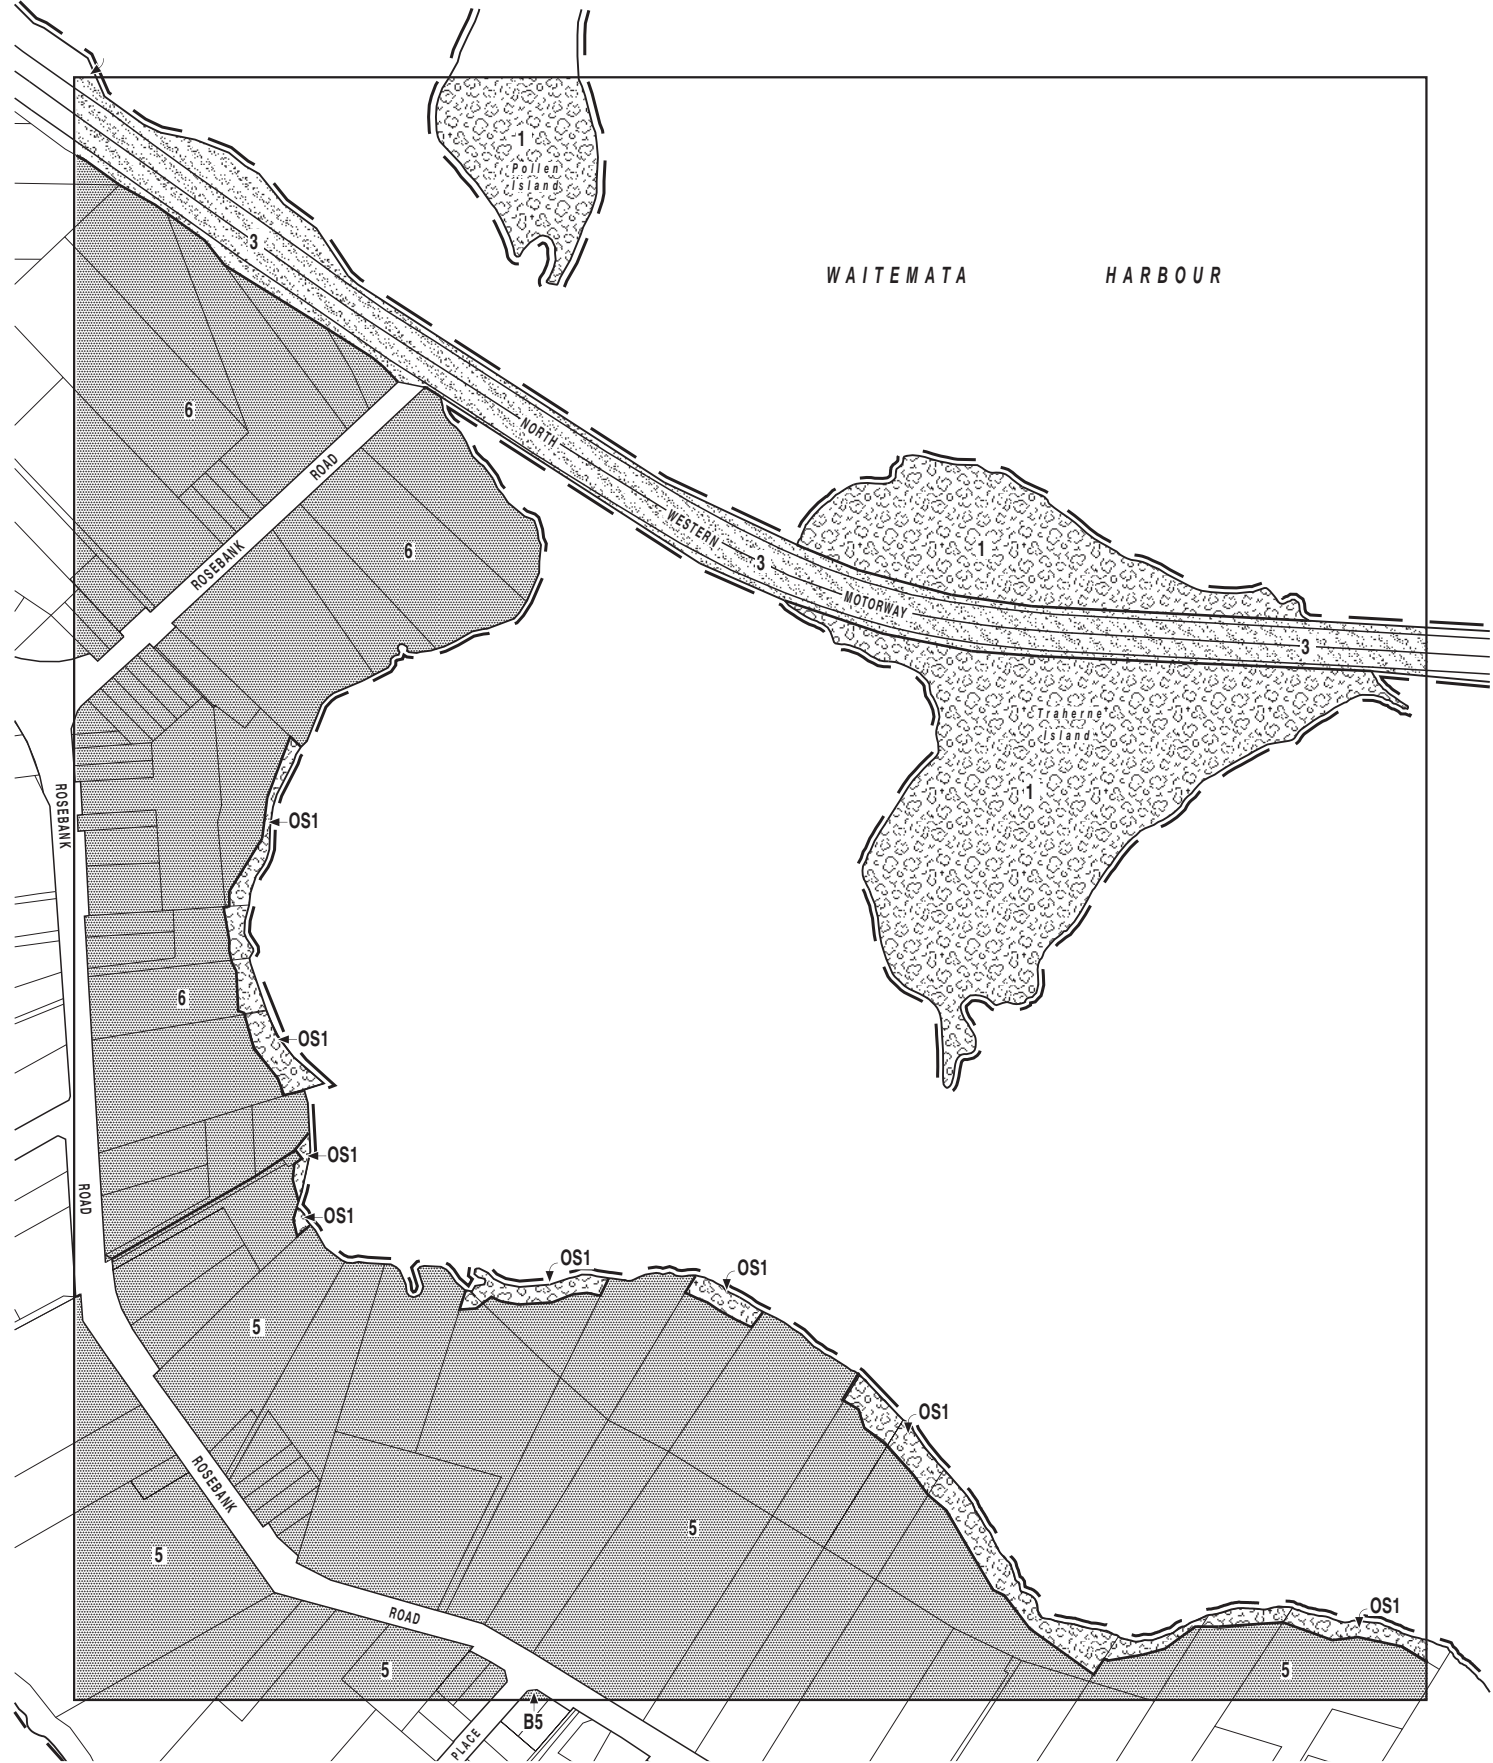 1
Pollen
Island
3
WAITEMATA HARBOUR
6
NORTH
ROAD
WESTERN
6
1
3
ROSEBANK
MOTORWAY
3
Traherne
Island
ROSEBANK
1
OS1
6
OS1
OS1
ROAD
OS1
OS1
OS1
5
OS1
ROSEBANK
5
5
ROAD
OS1
5
5
B5
PLACE